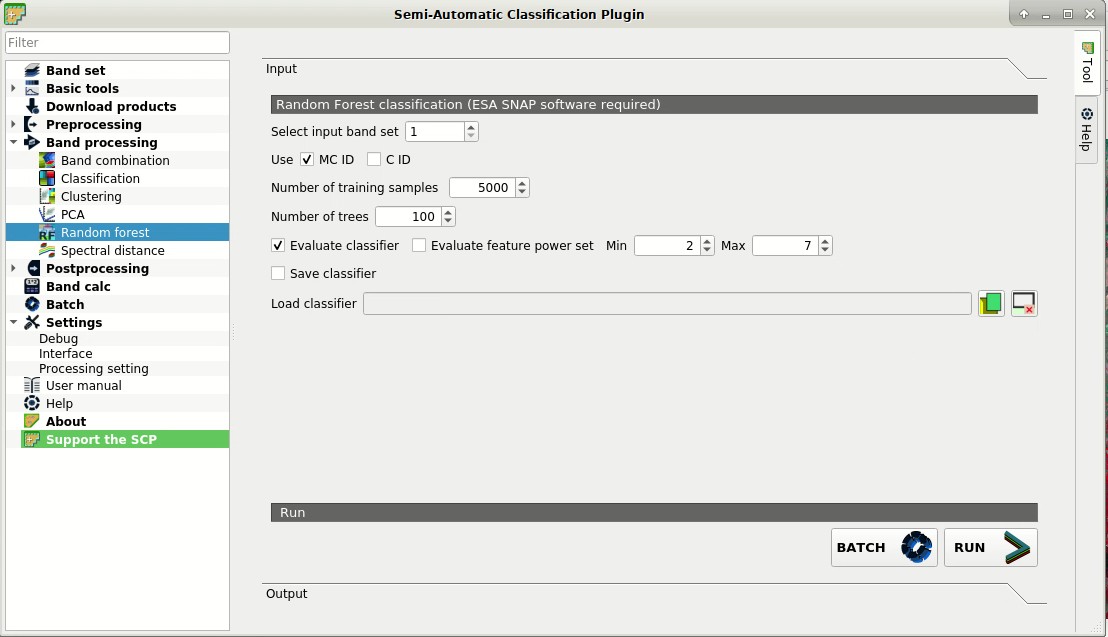 Semi-Automatic Classification Plugin
Filter
Band set
Basic tools
Download products
Preprocessing
Band processing
Band combination
Classification
Clustering
PCA
RF Random forest
Spectral distance
Postprocessing
Band calc
Batch
Settings
Debug
Interface
Processing setting
User manual
Help
About
Support the SCP
Input
Random Forest classification (ESA SNAP software required)
Select input band set 1
Use MC ID C ID
Number of training samples 5000
Number of trees 100
Evaluate classifier Evaluate feature power set Min 2 Max 7
Save classifier
Load classifier
Run
BATCH RUN
Output
Tool
Help